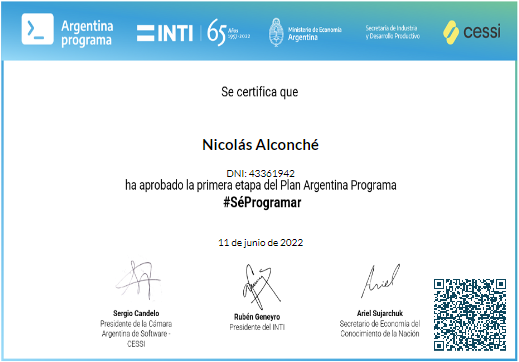 Argentina
programa
INTI
65 Años
1957-2022
Ministerio de Economía
Argentina
Secretaría de Industria
y Desarrollo Productivo
cessi
Se certifica que
Nicolás Alconché
DNI: 43361942
ha aprobado la primera etapa del Plan Argentina Programa
#SéProgramar
11 de junio de 2022
Ariel
Sergio Candelo
Presidente de la Cámara
Argentina de Software -
CESSI
Rubén Geneyro
Presidente del INTI
Ariel Sujarchuk
Secretario de Economía del
Conocimiento de la Nación